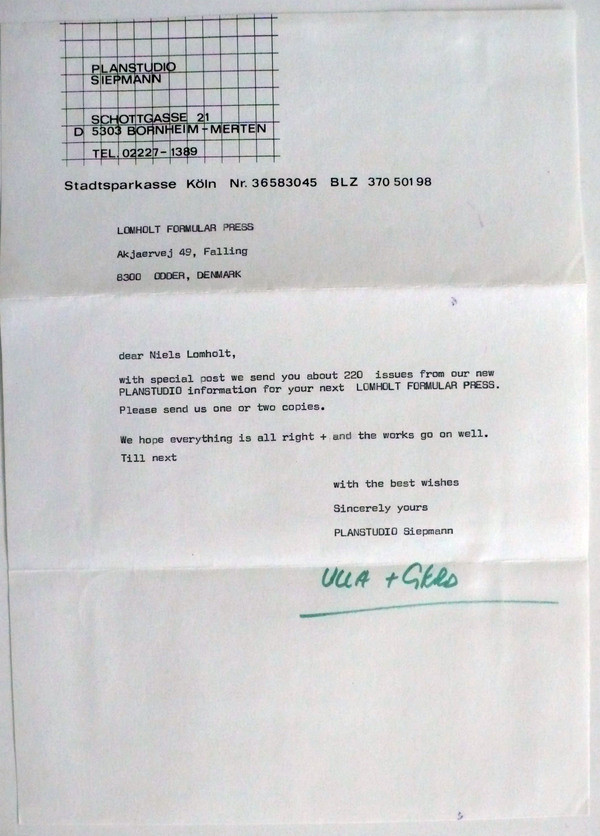 PLANSTUDIO
SIEPMANN
SCHOTTGASSE 21
D 5303 BORNHEIM-MERTEN
TEL. 02227-1389
Stadtsparkasse Köln Nr. 36583045 BLZ 370 501 98
LOMHOLT FORMULAR PRESS
Akjaervej 49, Falling
8300 ODDER, DENMARK
dear Niels Lomholt,
with special post we send you about 220 issues from our new
PLANSTUDIO information for your next LOMHOLT FORMULAR PRESS.
Please send us one or two copies.
We hope everything is all right + and the works go on well.
Till next
with the best wishes
Sincerely yours
PLANSTUDIO Siepmann
ULLA + GERD